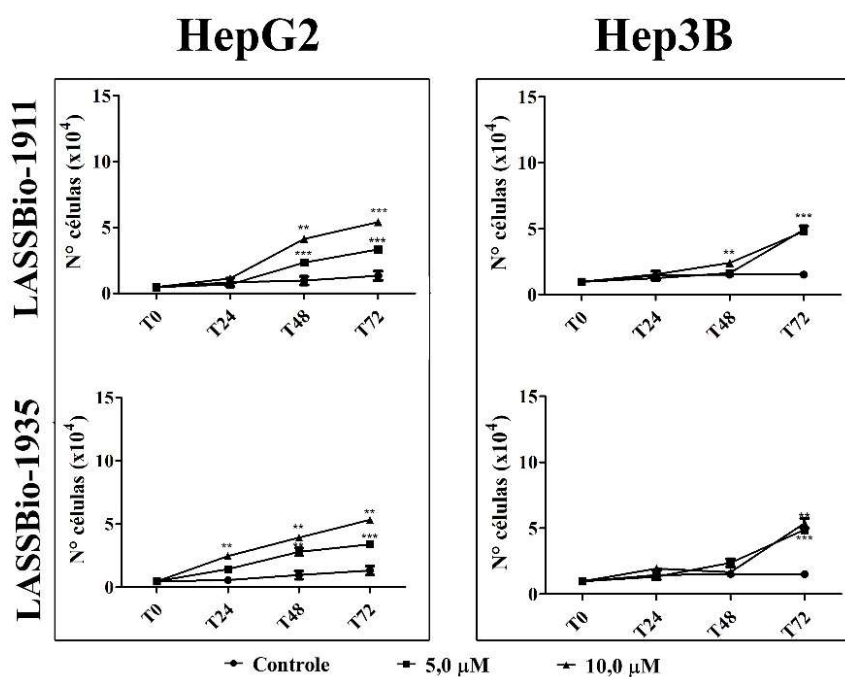 HepG2
Hep3B
LASSBio-1911
N° células (x10⁴)
15
10
5
0
**
***
***
***
T0
T24
T48
T72
N° células (x10⁴)
15
10
5
0
**
***
T0
T24
T48
T72
LASSBio-1935
N° células (x10⁴)
15
10
5
0
**
**
**
**
***
T0
T24
T48
T72
N° células (x10⁴)
15
10
5
0
**
***
T0
T24
T48
T72
Controle
5,0 µM
10,0 µM